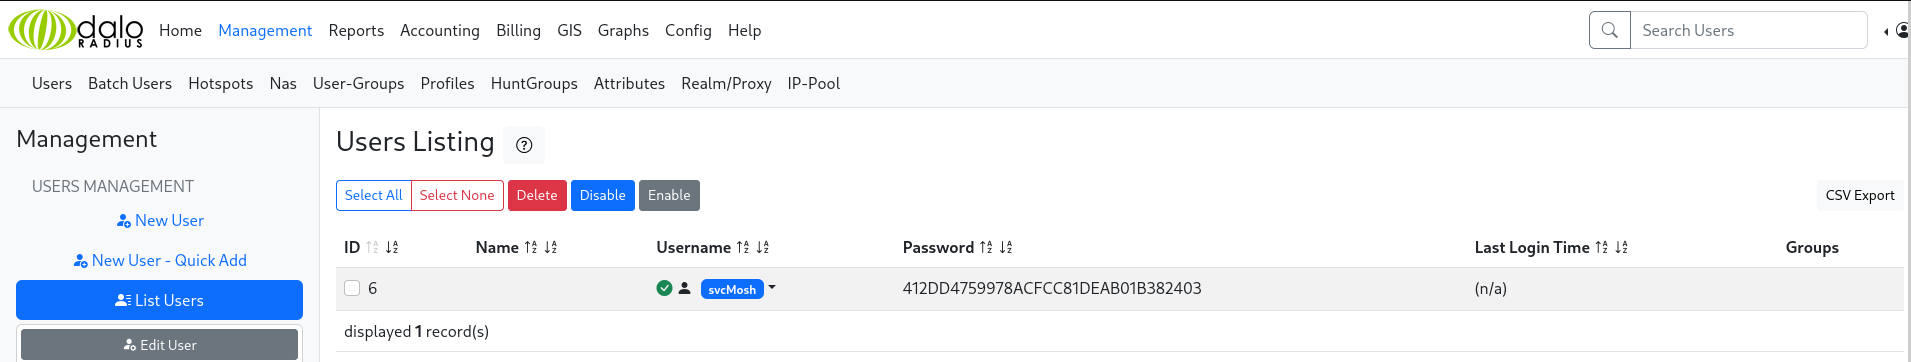 dalo RADIUS Home Management Reports Accounting Billing GIS Graphs Config Help Search Users
Users Batch Users Hotspots Nas User-Groups Profiles HuntGroups Attributes Realm/Proxy IP-Pool
Management
USERS MANAGEMENT
New User
New User - Quick Add
List Users
Edit User
Users Listing
Select All Select None Delete Disable Enable CSV Export
ID Name Username Password Last Login Time Groups
6 svcMosh 412DD4759978ACFCC81DEAB01B382403 (n/a)
displayed 1 record(s)